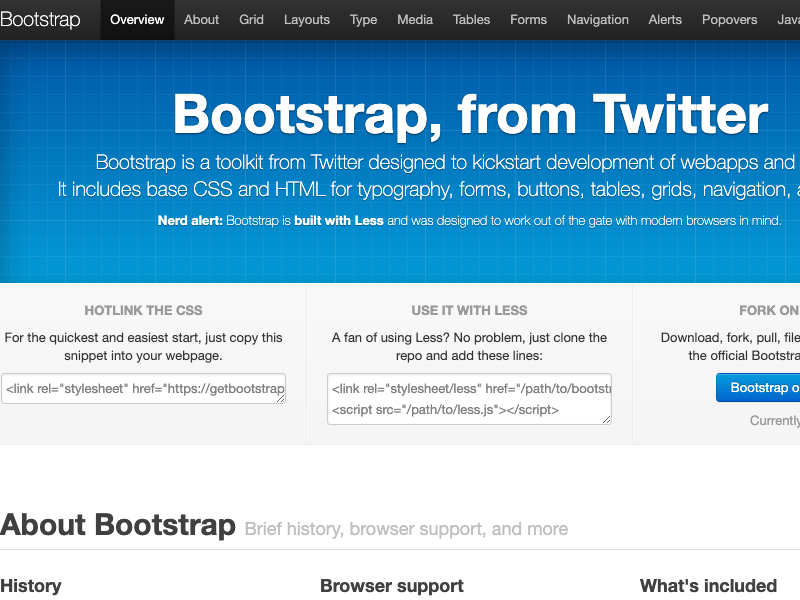 Bootstrap Overview About Grid Layouts Type Media Tables Forms Navigation Alerts Popovers
Bootstrap, from Twitter
Bootstrap is a toolkit from Twitter designed to kickstart development of webapps and
It includes base CSS and HTML for typography, forms, buttons, tables, grids, navigation,
Nerd alert: Bootstrap is built with Less and was designed to work out of the gate with modern browsers in mind.
HOTLINK THE CSS
For the quickest and easiest start, just copy this
snippet into your webpage.
<link rel="stylesheet" href="https://getbootstrap
USE IT WITH LESS
A fan of using Less? No problem, just clone the
repo and add these lines:
<link rel="stylesheet/less" href="/path/to/bootst
<script src="/path/to/less.js"></script>
FORK ON
Download, fork, pull, file
the official Bootstra
Bootstrap o
Currently
About Bootstrap Brief history, browser support, and more
History
Browser support
What's included